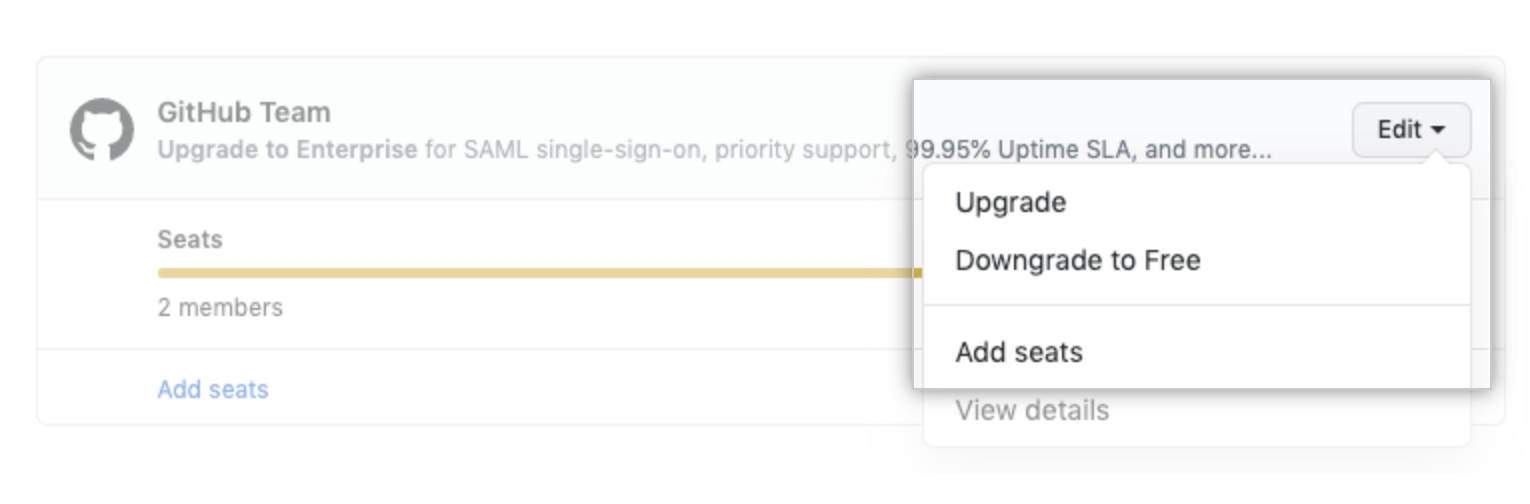 GitHub Team
Upgrade to Enterprise for SAML single-sign-on, priority support, 99.95% Uptime SLA, and more...
Edit
Upgrade
Downgrade to Free
Seats
2 members
Add seats
Add seats
View details